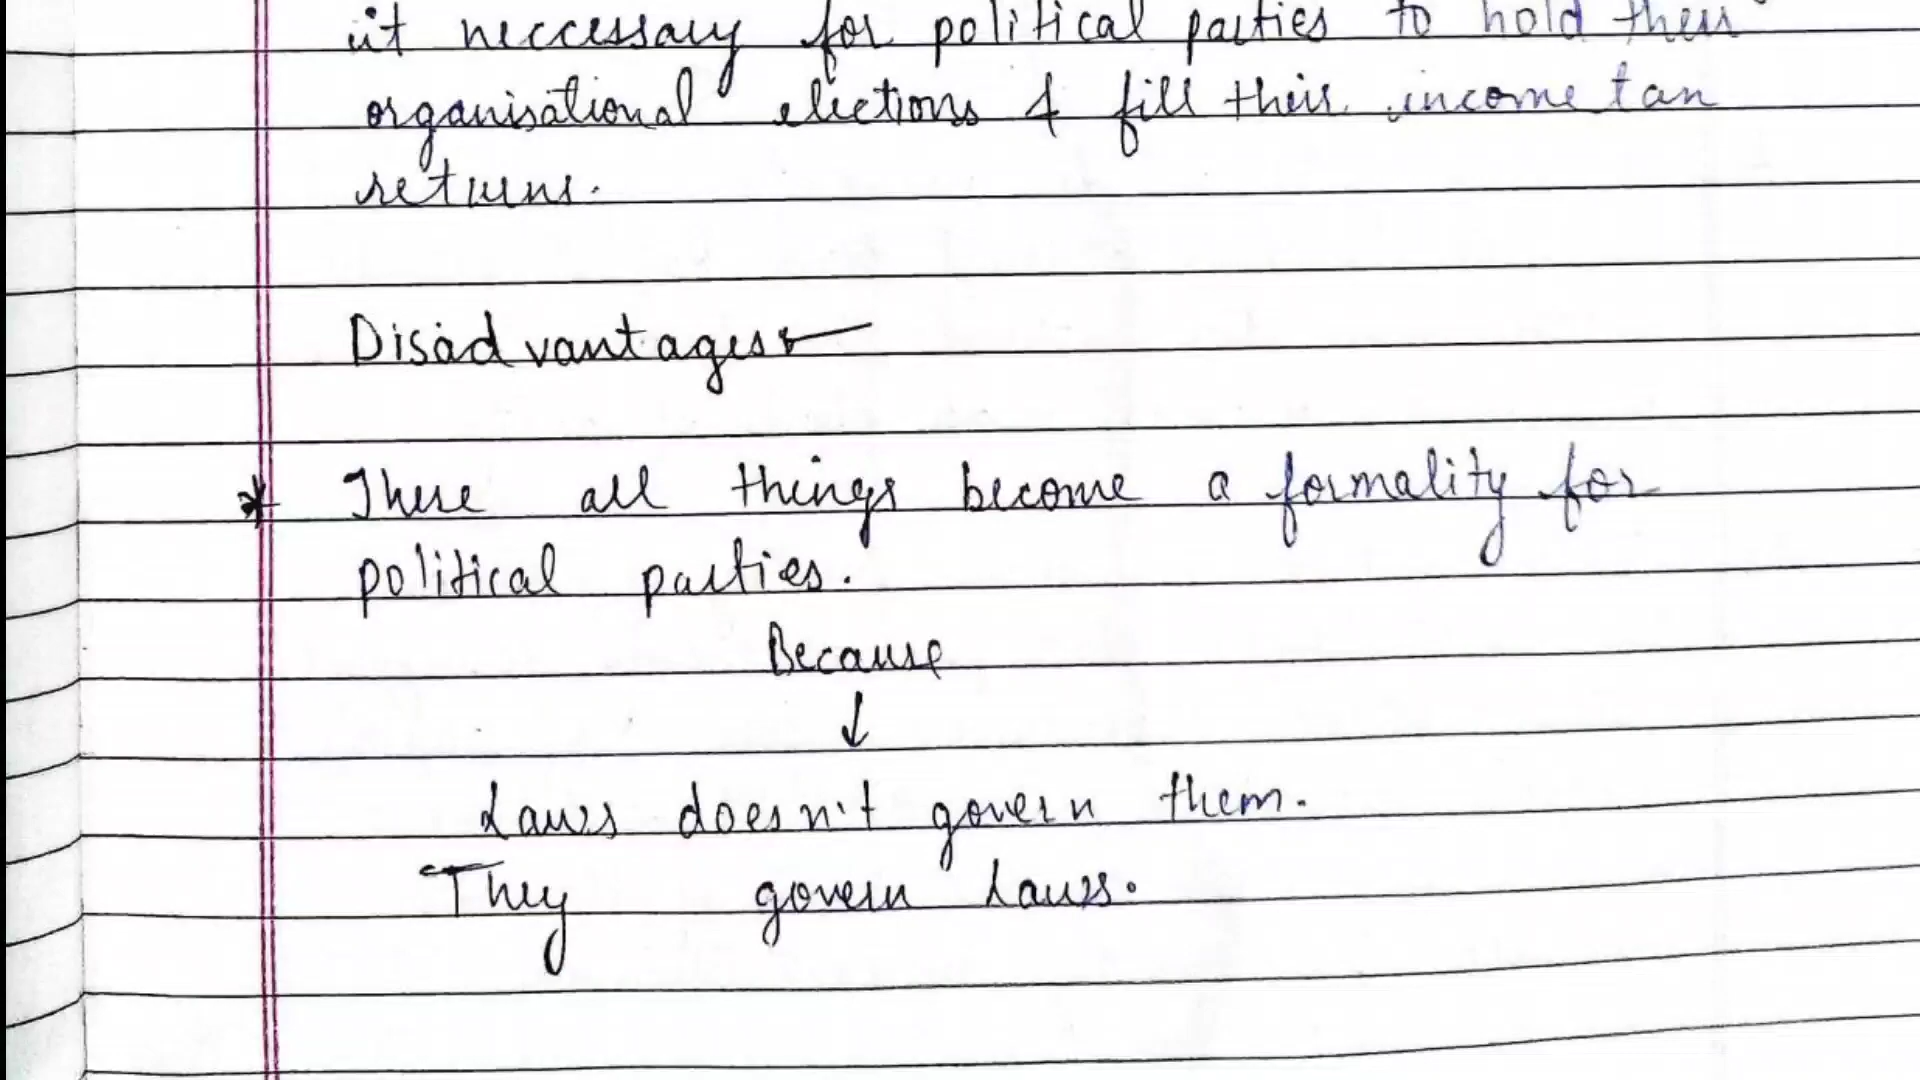 it neccessary for political parties to hold their
organisational elections & fill their income tax
returns.
Disadvantages :-
* These all things become a formality for
political parties.
Because
↓
Laws doesn't govern them.
They govern Laws.